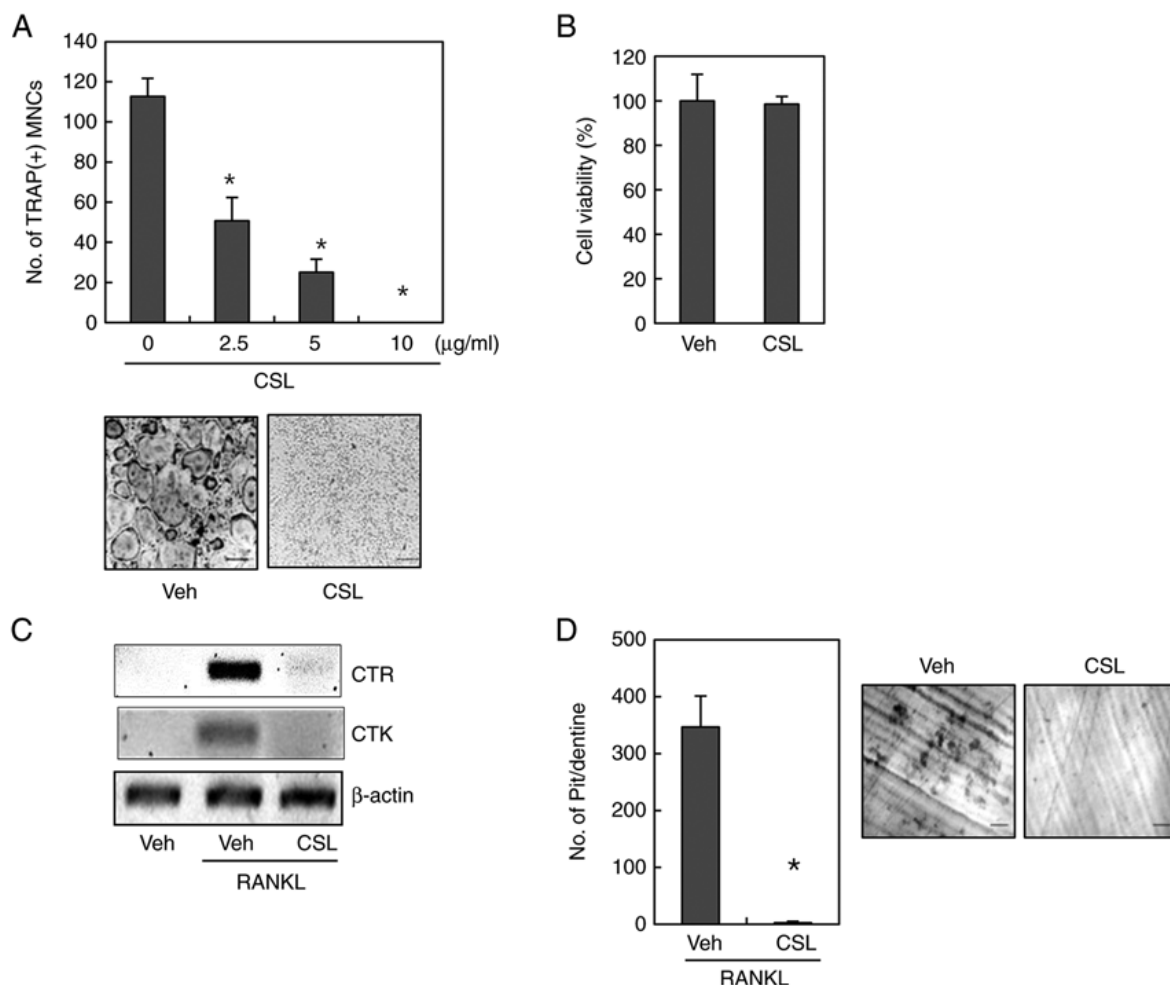 A
No. of TRAP(+) MNCs
140
120
100
80
60
40
20
0
*
*
*
0 2.5 5 10 (μg/ml)
CSL
Veh CSL
B
Cell viability (%)
120
100
80
60
40
20
0
Veh CSL
C
CTR
CTK
β-actin
Veh Veh CSL
RANKL
D
No. of Pit/dentine
500
400
300
200
100
0
*
Veh CSL
RANKL
Veh CSL